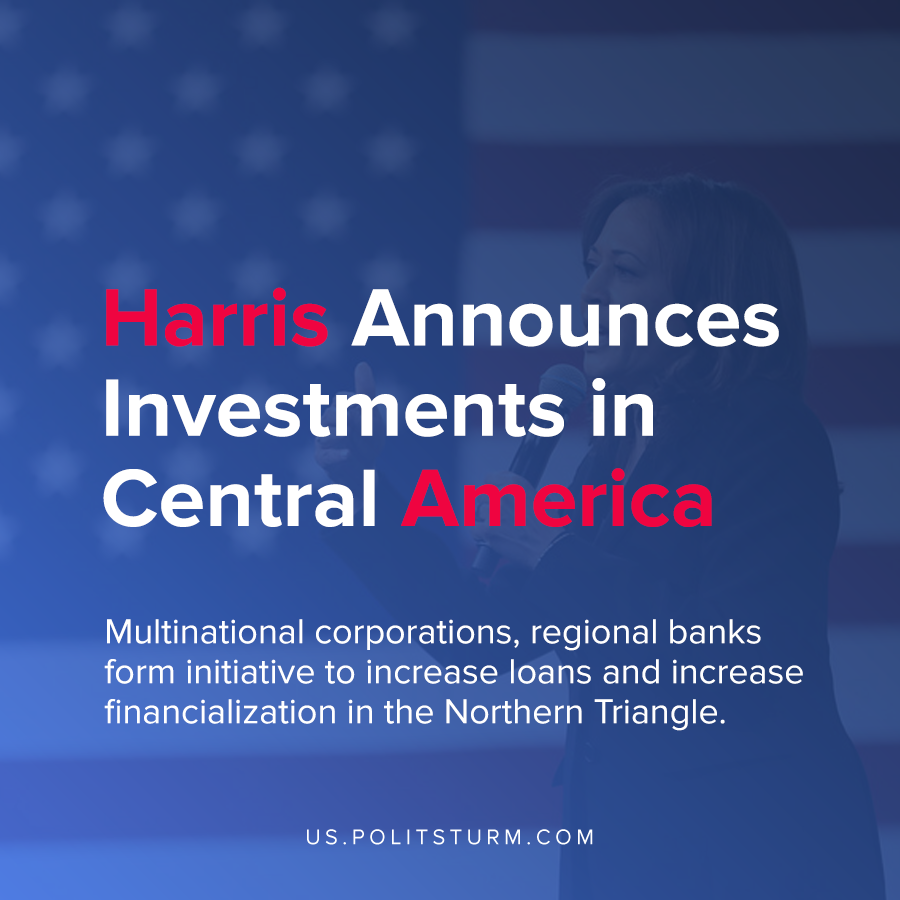 Harris Announces
Investments in
Central America
Multinational corporations, regional banks
form initiative to increase loans and increase
financialization in the Northern Triangle.
US.POLITSTURM.COM